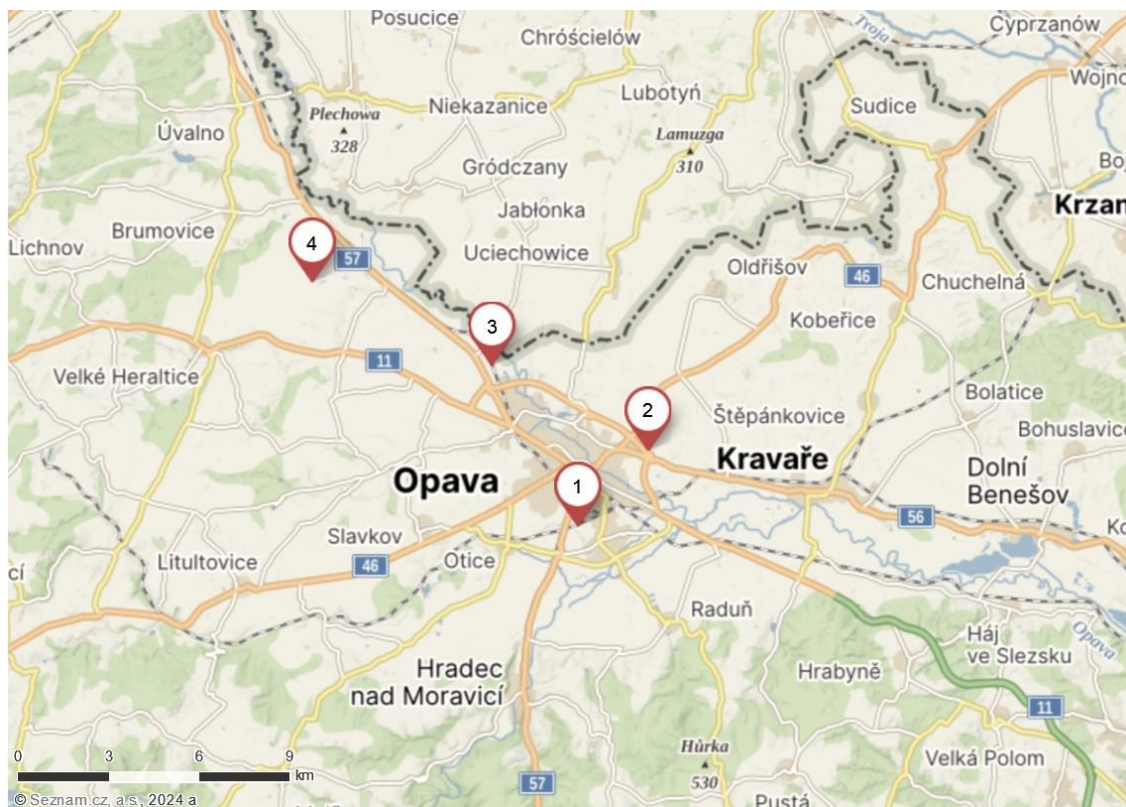 Posucice
Chróścielów
Troja
Cyprzanów
Plechowa
328
Niekazanice
Lubotyń
Sudice
Úvalno
Lamuzga
310
Gródczany
Jabłonka
Krzan
Lichnov
Brumovice
4
57
Uciechowice
Oldřišov
46
Chuchelná
Kobeřice
3
11
Velké Heraltice
Bolatice
2
Štěpánkovice
Bohuslavice
Kravaře
Opava
1
Dolní
Benešov
56
Slavkov
46
Otice
Litultovice
Raduň
Opava
Háj
ve Slezsku
Hradec
nad Moravicí
Hrabyně
11
Hůrka
530
Velká Polom
57
Pustá
0 3 6 9
km
© Seznam.cz, a.s., 2024 a